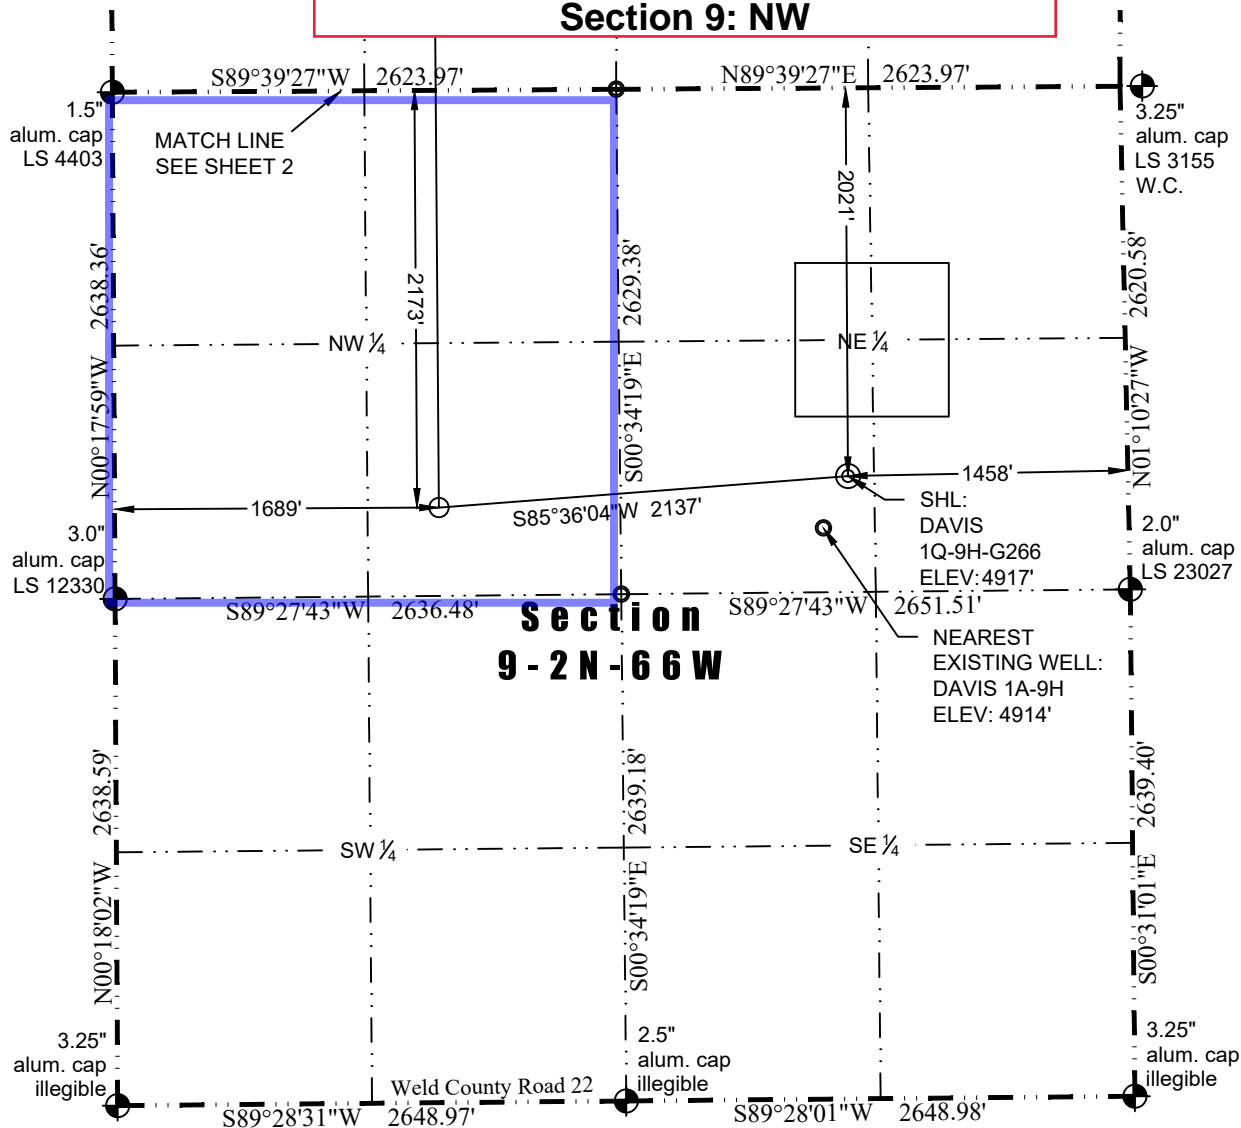 Section 9: NW
S89°39'27"W 2623.97'
N89°39'27"E 2623.97'
1.5"
alum. cap
LS 4403
MATCH LINE
SEE SHEET 2
3.25"
alum. cap
LS 3155
W.C.
2021'
2173'
2638.36'
N00°17'59"W
2629.38'
S00°34'19"E
2620.58'
N01°10'27"W
NW ¼
NE ¼
1689'
S85°36'04"W 2137'
1458'
SHL:
DAVIS
1Q-9H-G266
ELEV:4917'
3.0"
alum. cap
LS 12330
2.0"
alum. cap
LS 23027
S89°27'43"W 2636.48'
S89°27'43"W 2651.51'
Section
9-2N-66W
NEAREST
EXISTING WELL:
DAVIS 1A-9H
ELEV: 4914'
2638.59'
N00°18'02"W
2639.18'
S00°34'19"E
2639.40'
S00°31'01"E
SW ¼
SE ¼
3.25"
alum. cap
illegible
2.5"
alum. cap
illegible
3.25"
alum. cap
illegible
Weld County Road 22
S89°28'31"W 2648.97'
S89°28'01"W 2648.98'